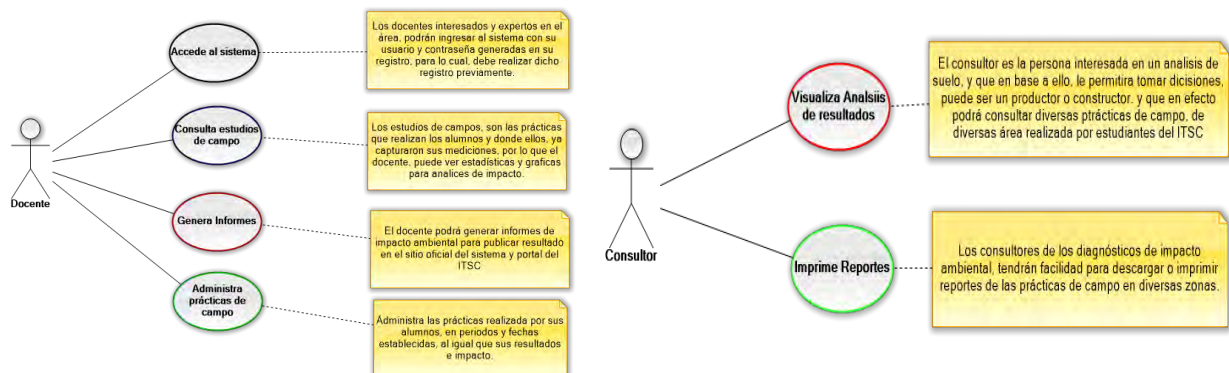 Accede al sistema
Los docentes interesados y expertos en el
área, podrán ingresar al sistema con su
usuario y contraseña generadas en su
registro, para lo cual, debe realizar dicho
registro previamente.
Consulta estudios
de campo
Los estudios de campos, son las prácticas
que realizan los alumnos y donde ellos, ya
capturaron sus mediciones, por lo que el
docente, puede ver estadísticas y graficas
para analices de impacto.
Docente
Genera Informes
El docente podrá generar informes de
impacto ambiental para publicar resultado
en el sitio oficial del sistema y portal del
ITSC
Administra
prácticas de
campo
Administra las prácticas realizada por sus
alumnos, en periodos y fechas
establecidas, al igual que sus resultados
e impacto.
Visualiza Analsiis
de resultados
El consultor es la persona interesada en un analisis de
suelo, y que en base a ello, le permitira tomar dicisiones,
puede ser un productor o constructor. y que en efecto
podrá consultar diversas ptrácticas de campo, de
diversas área realizada por estudiantes del ITSC
Consultor
Imprime Reportes
Los consultores de los diagnósticos de impacto
ambiental, tendrán facilidad para descargar o imprimir
reportes de las prácticas de campo en diversas zonas.